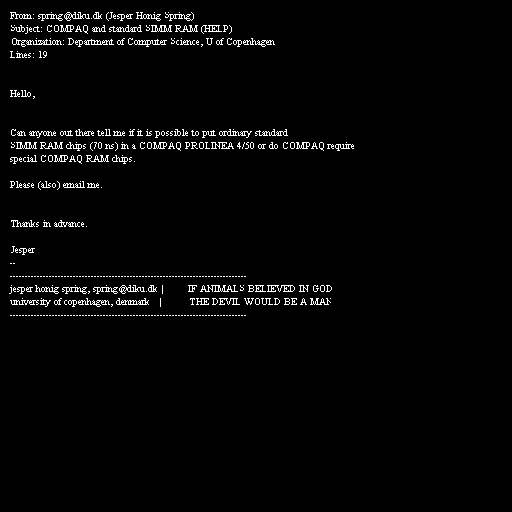 From: spring@diku.dk (Jesper Honig Spring)
Subject: COMPAQ and standard SIMM RAM (HELP)
Organization: Department of Computer Science, U of Copenhagen
Lines: 19
Hello,
Can anyone out there tell me if it is possible to put ordinary standard
SIMM RAM chips (70 ns) in a COMPAQ PROLINEA 4/50 or do COMPAQ require
special COMPAQ RAM chips.
Please (also) email me.
Thanks in advance.
Jesper
--
-------------------------------------------------------------------------------
jesper honig spring, spring@diku.dk | IF ANIMALS BELIEVED IN GOD
university of copenhagen, denmark | THE DEVIL WOULD BE A MAN
-------------------------------------------------------------------------------